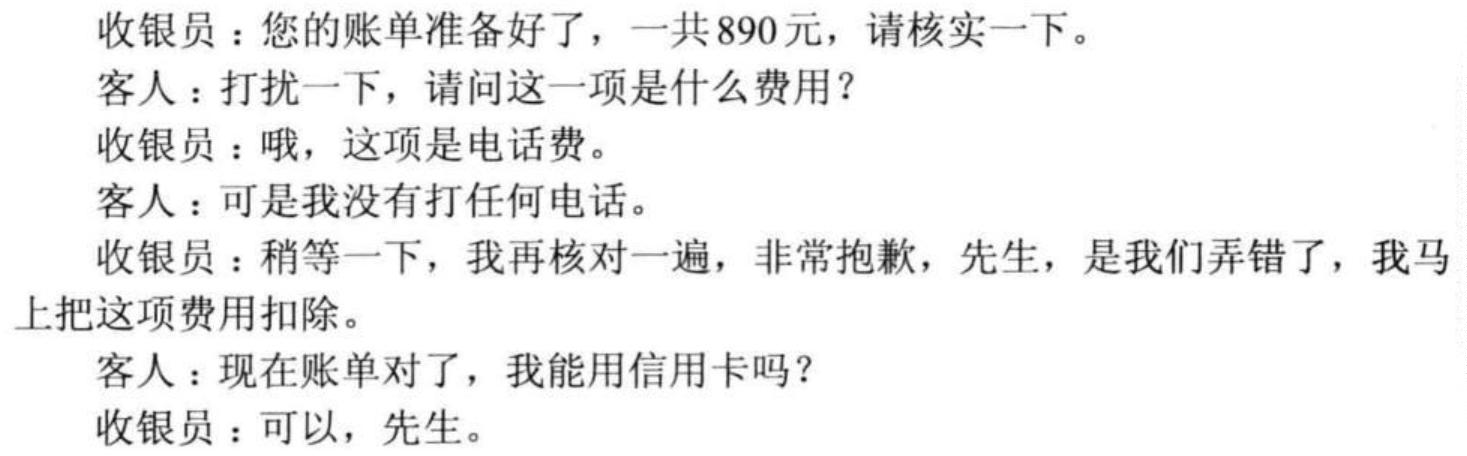 收银员：您的账单准备好了，一共890元，请核实一下。
客人：打扰一下，请问这一项是什么费用？
收银员：哦，这项是电话费。
客人：可是我没有打任何电话。
收银员：稍等一下，我再核对一遍，非常抱歉，先生，是我们弄错了，我马
上把这项费用扣除。
客人：现在账单对了，我能用信用卡吗？
收银员：可以，先生。